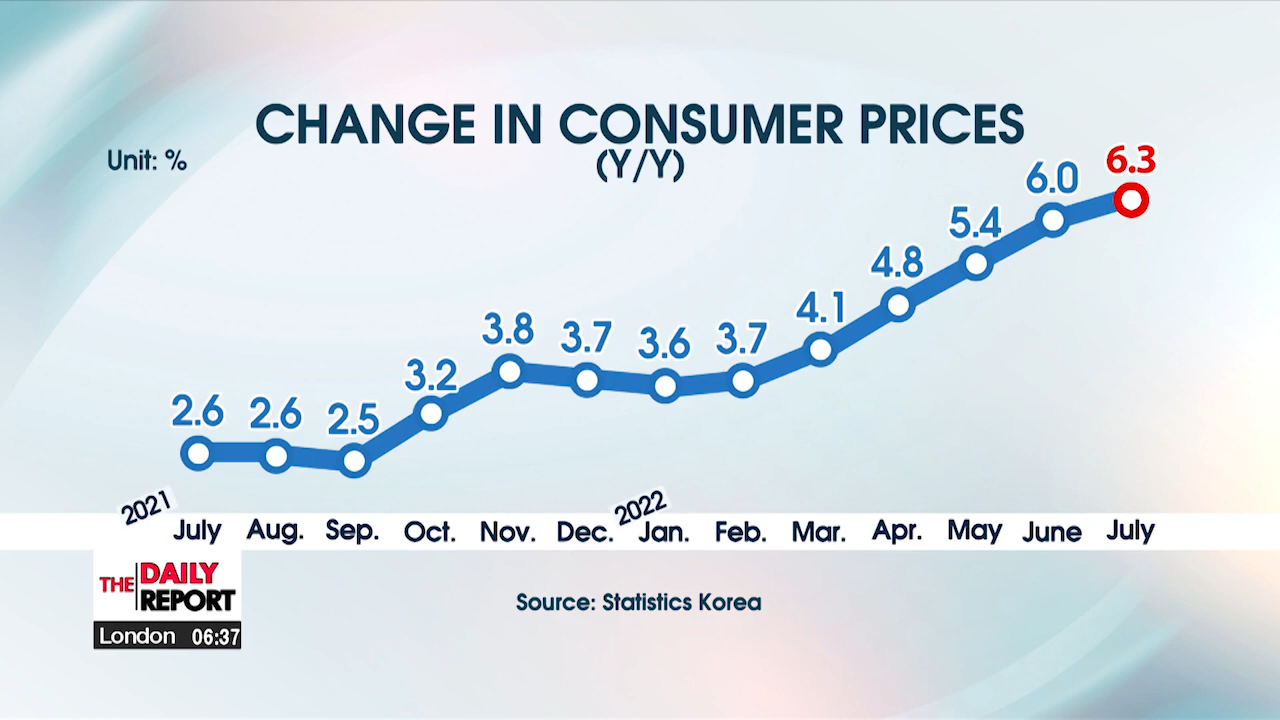 CHANGE IN CONSUMER PRICES
(Y/Y)
Unit: %
2.6 2.6 2.5 3.2 3.8 3.7 3.6 3.7 4.1 4.8 5.4 6.0 6.3
2021 2022
July Aug. Sep. Oct. Nov. Dec. Jan. Feb. Mar. Apr. May June July
THE DAILY
REPORT
London 06:37
Source: Statistics Korea